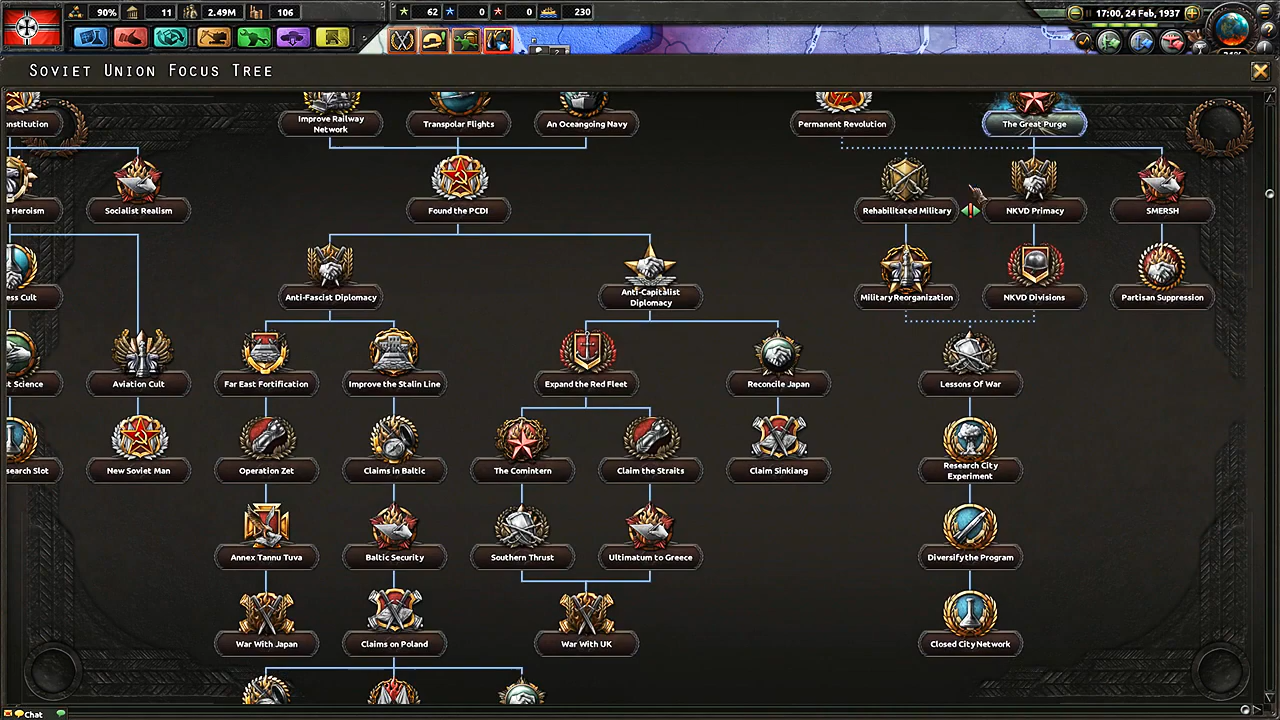 90%
11
2.49M
106
62
0
0
230
17:00, 24 Feb, 1937
Soviet Union Focus Tree
onstitution
Improve Railway
Network
Transpolar Flights
An Oceangoing Navy
Permanent Revolution
The Great Purge
e Heroism
Socialist Realism
Found the PCDI
Rehabilitated Military
NKVD Primacy
SMERSH
ess Cult
Anti-Fascist Diplomacy
Anti-Capitalist
Diplomacy
Military Reorganization
NKVD Divisions
Partisan Suppression
t Science
Aviation Cult
Far East Fortification
Improve the Stalin Line
Expand the Red Fleet
Reconcile Japan
Lessons Of War
search Slot
New Soviet Man
Operation Zet
Claims in Baltic
The Comintern
Claim the Straits
Claim Sinkiang
Research City
Experiment
Annex Tannu Tuva
Baltic Security
Southern Thrust
Ultimatum to Greece
Diversify the Program
War With Japan
Claims on Poland
War With UK
Closed City Network
Chat